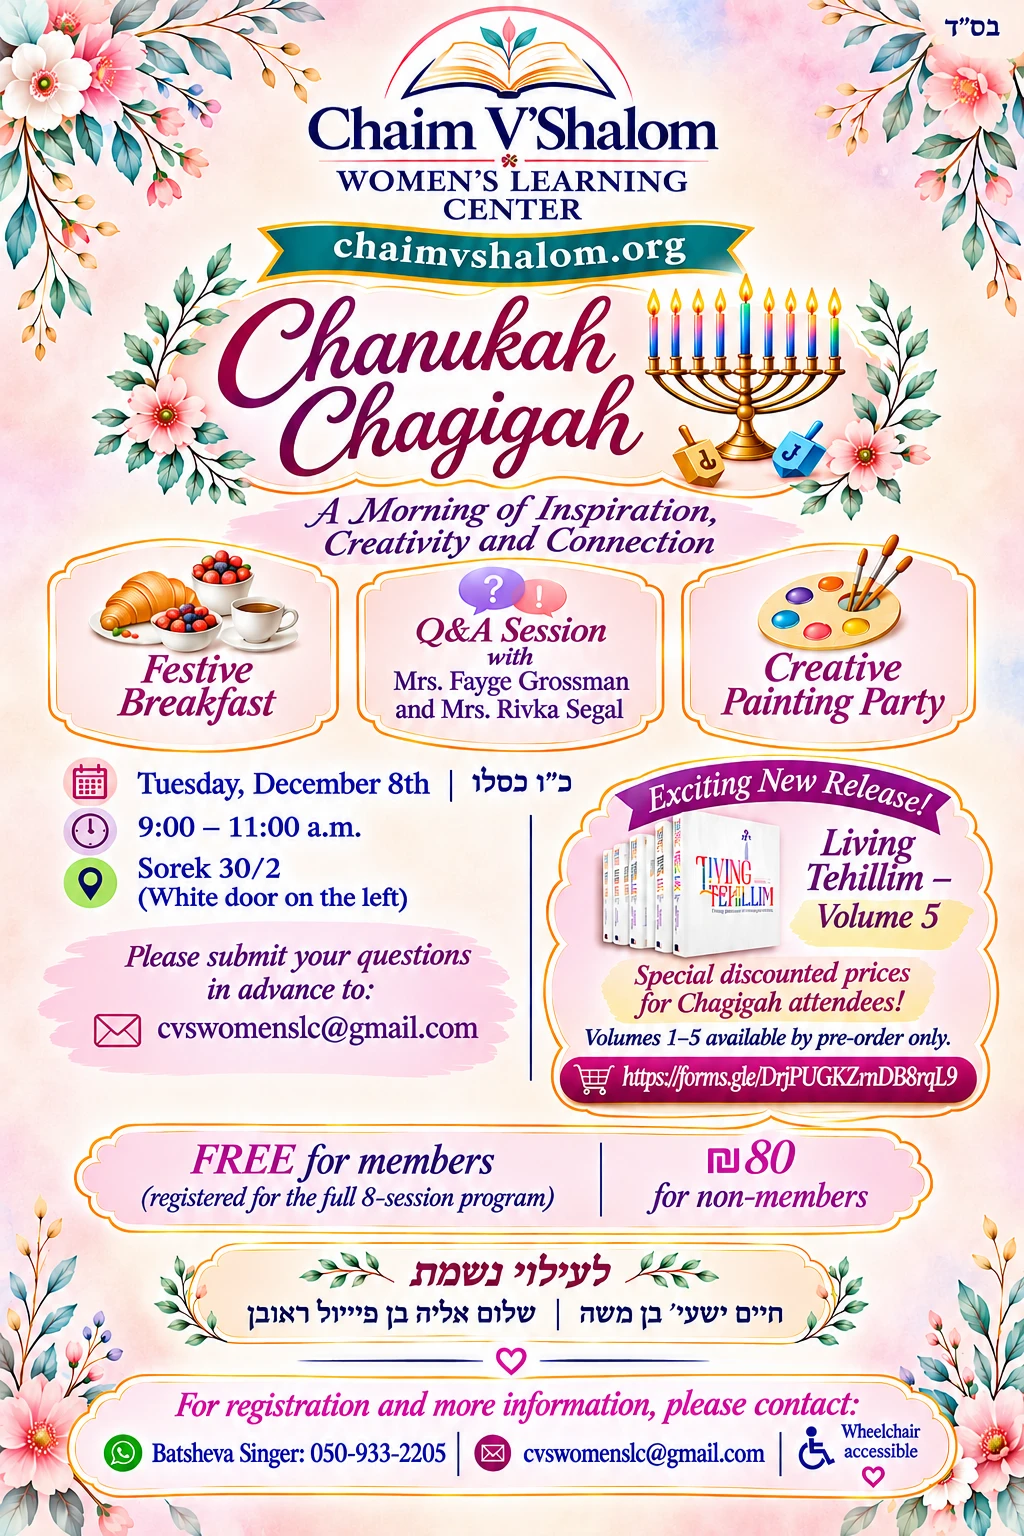 בס"ד
Chaim V'Shalom
WOMEN'S LEARNING
CENTER
chaimvshalom.org
Chanukah
Chagigah
A Morning of Inspiration,
Creativity and Connection
Festive
Breakfast
? !
Q&A Session
with
Mrs. Fayge Grossman
and Mrs. Rivka Segal
Creative
Painting Party
Tuesday, December 8th | כ"ו כסלו
9:00 – 11:00 a.m.
Sorek 30/2
(White door on the left)
Please submit your questions
in advance to:
cvswomenslc@gmail.com
Exciting New Release!
LIVING
TEHILLIM
Living
Tehillim –
Volume 5
Special discounted prices
for Chagigah attendees!
Volumes 1–5 available by pre-order only.
https://forms.gle/DrjPUGKZrnDB8rqL9
FREE for members
(registered for the full 8-session program)
₪80
for non-members
לעילוי נשמת
חיים ישעי' בן משה | שלום אליה בן פייוול ראובן
For registration and more information, please contact:
Batsheva Singer: 050-933-2205
cvswomenslc@gmail.com
Wheelchair
accessible